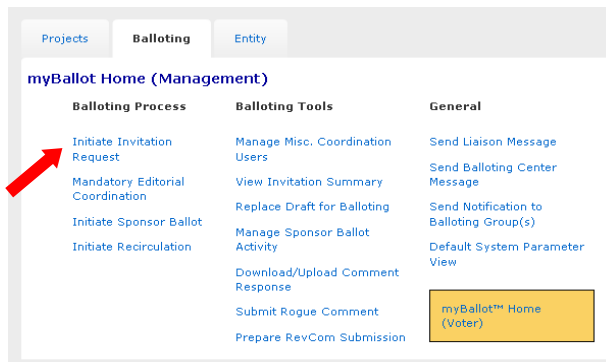 Projects
Balloting
Entity
myBallot Home (Management)
Balloting Process
Initiate Invitation
Request
Mandatory Editorial
Coordination
Initiate Sponsor Ballot
Initiate Recirculation
Balloting Tools
Manage Misc. Coordination
Users
View Invitation Summary
Replace Draft for Balloting
Manage Sponsor Ballot
Activity
Download/Upload Comment
Response
Submit Rogue Comment
Prepare RevCom Submission
General
Send Liaison Message
Send Balloting Center
Message
Send Notification to
Balloting Group(s)
Default System Parameter
View
myBallot™ Home
(Voter)